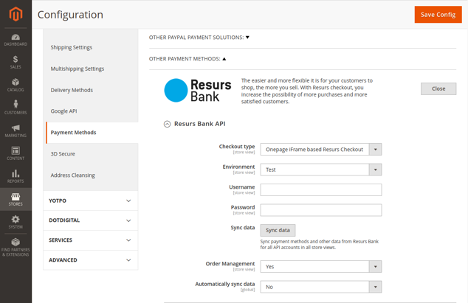 Configuration
Save Config
DASHBOARD
SALES
CATALOG
CUSTOMERS
MARKETING
CONTENT
REPORTS
STORES
SYSTEM
FIND PARTNERS
& EXTENSIONS
Shipping Settings
Multishipping Settings
Delivery Methods
Google API
Payment Methods
3D Secure
Address Cleansing
YOTPO
DOTDIGITAL
SERVICES
ADVANCED
OTHER PAYPAL PAYMENT SOLUTIONS:
OTHER PAYMENT METHODS:
Resurs
Bank
The easier and more flexible it is for your customers to
shop, the more you sell. With Resurs checkout, you
increase the possibility of more purchases and more
satisfied customers.
Close
Resurs Bank API
Checkout type
[store view]
Onepage iFrame based Resurs Checkout
Environment
[store view]
Test
Username
[store view]
Password
[store view]
Sync data
Sync data
Sync payment methods and other data from Resurs Bank
for all API accounts in all store views.
Order Management
[store view]
Yes
Automatically sync data
[global]
No